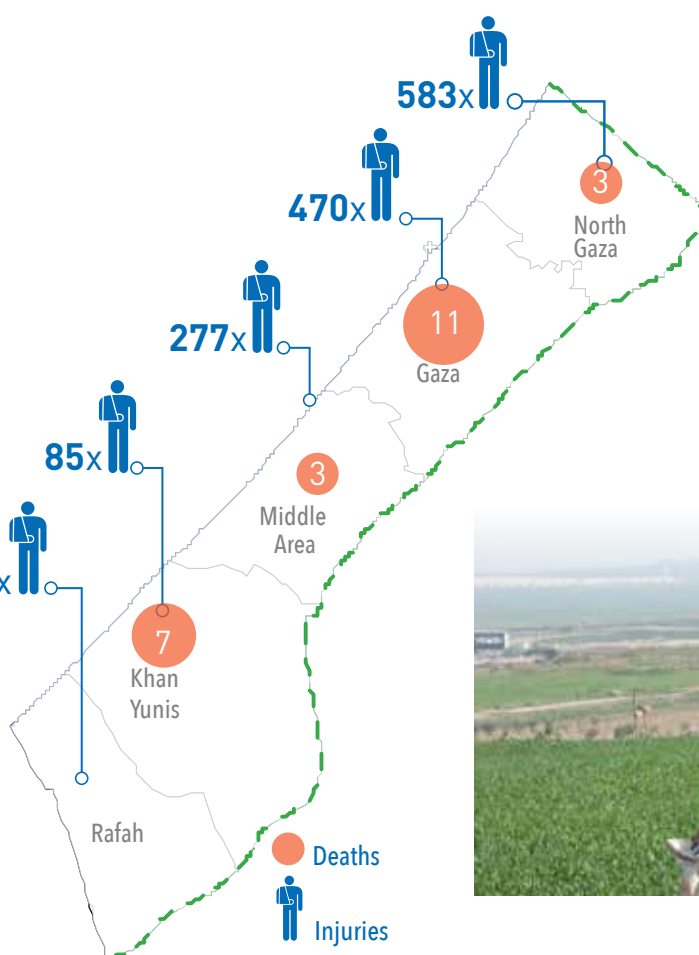 583x
3
North
Gaza
470x
11
Gaza
277x
3
Middle
Area
85x
7
Khan
Yunis
x
Rafah
Deaths
Injuries